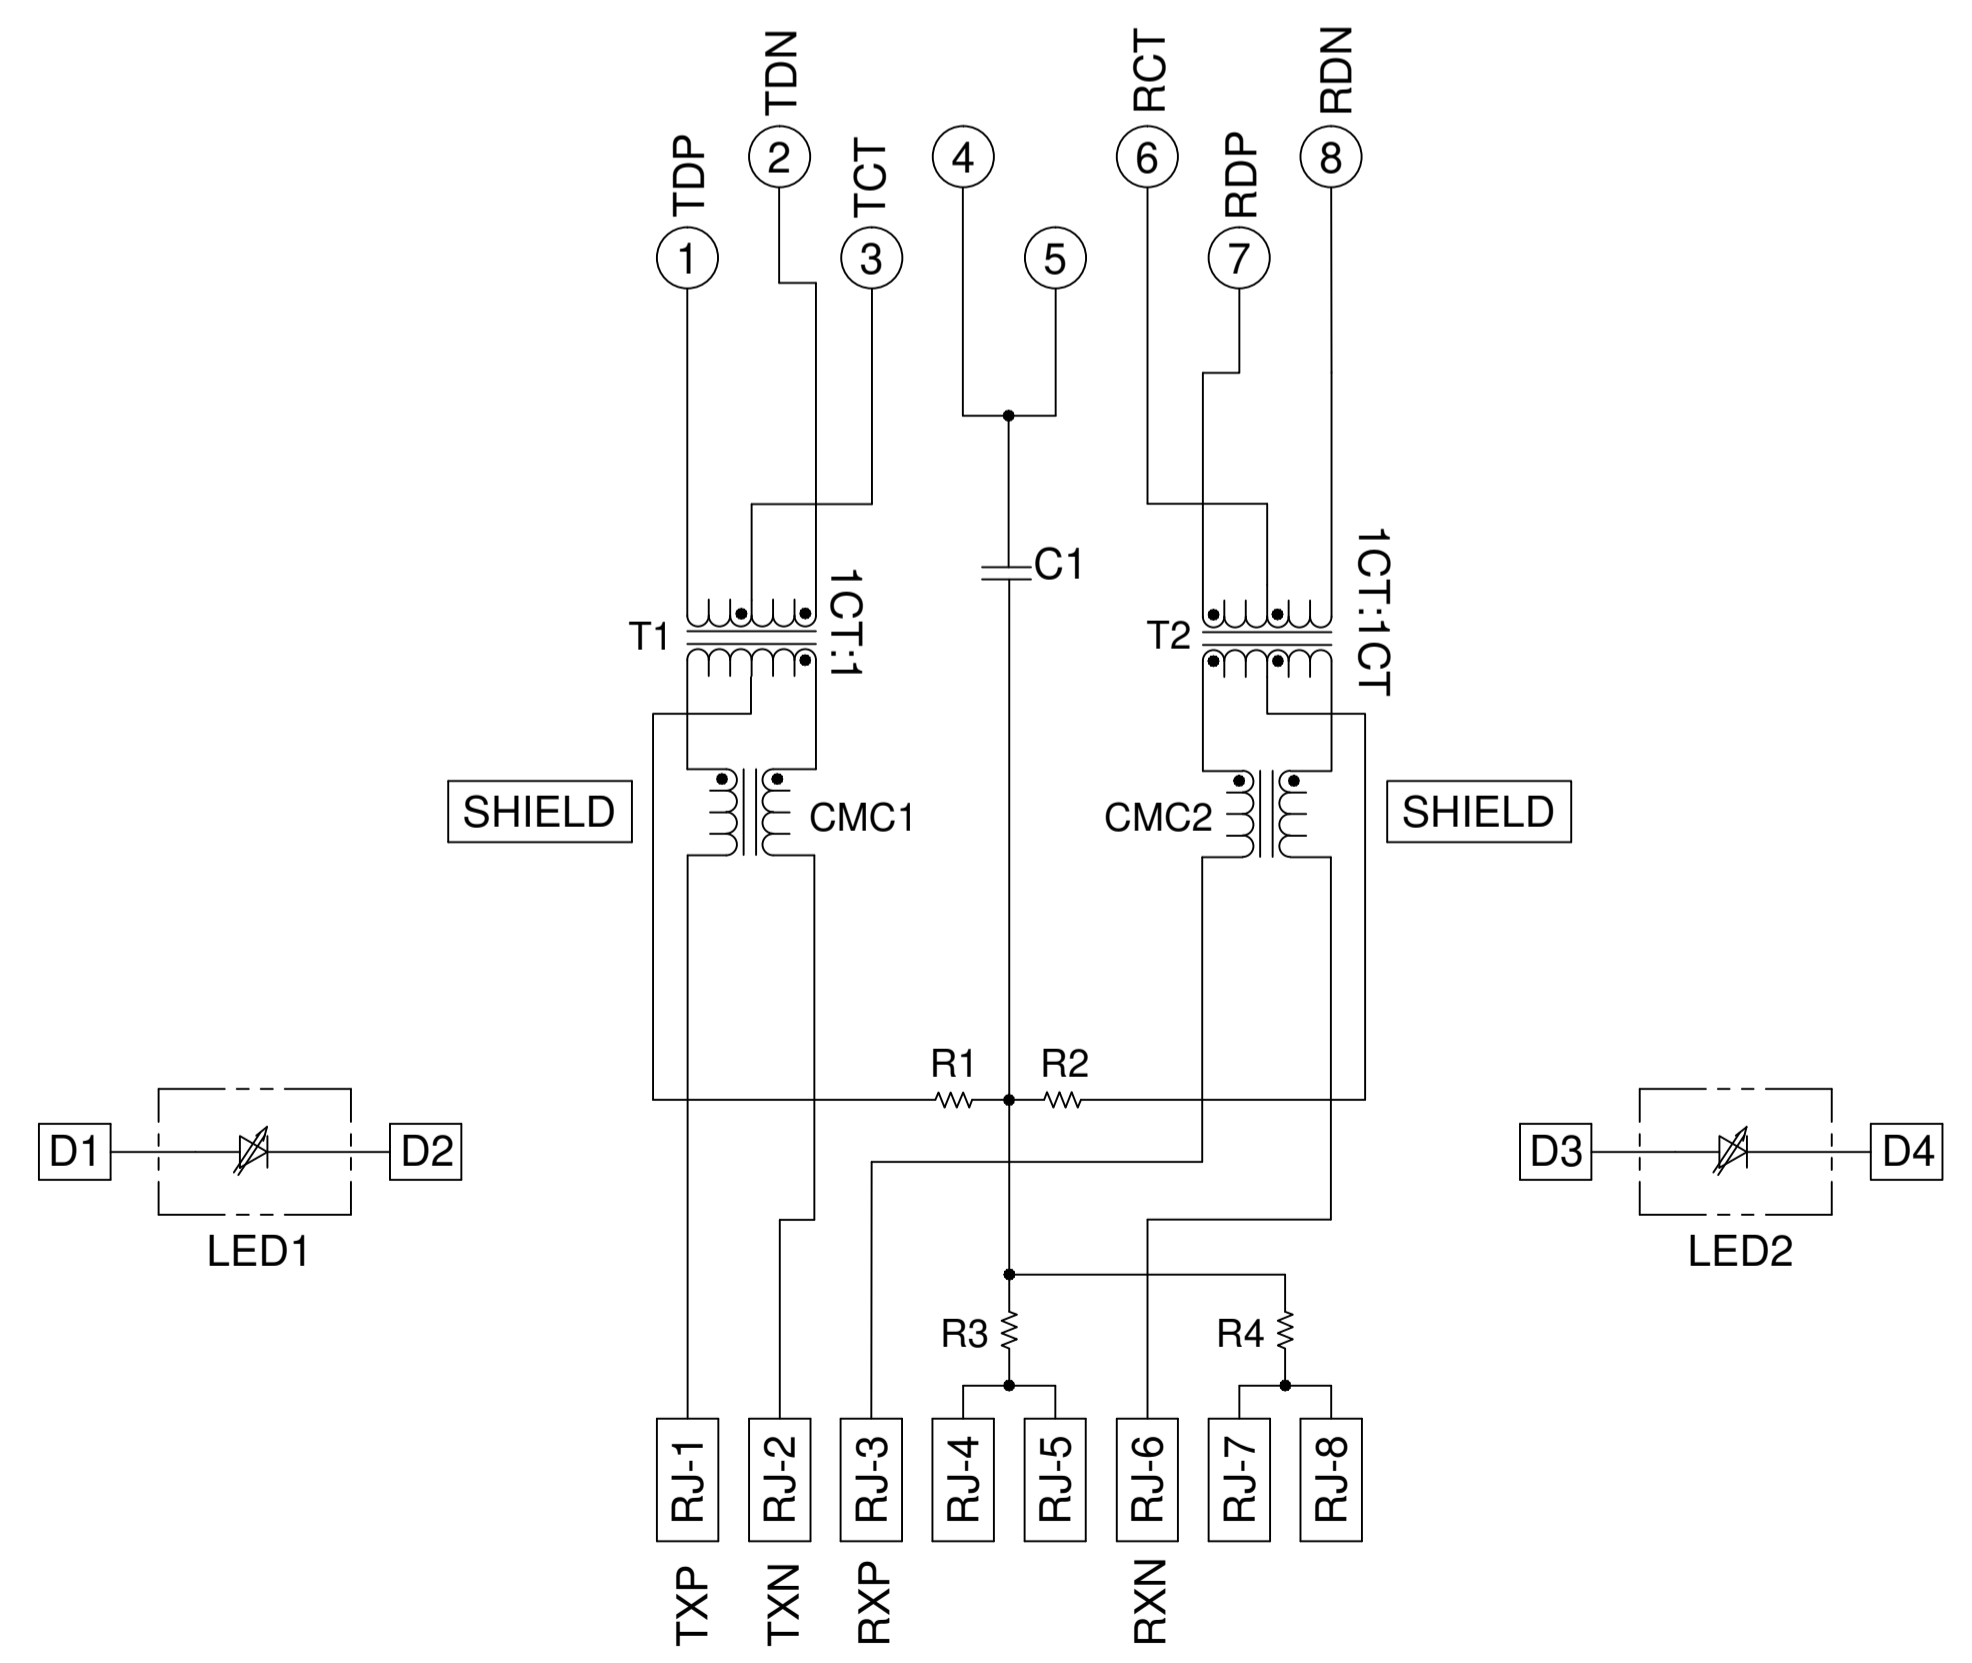 TDN
RCT
RDN
TDP
2
TCT
4
6
RDP
8
1
3
5
7
C1
1CT:1CT
T1
1CT:1
T2
SHIELD
CMC1
CMC2
SHIELD
R1
R2
D1
D2
D3
D4
LED1
LED2
R3
R4
RJ-1
RJ-2
RJ-3
RJ-4
RJ-5
RJ-6
RJ-7
RJ-8
TXP
TXN
RXP
RXN